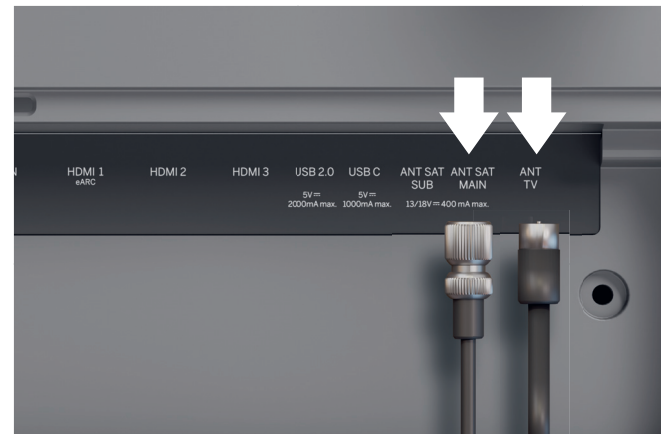 HDMI 1
eARC
HDMI 2
HDMI 3
USB 2.0
5V⎓
2000mA max.
USB C
5V⎓
1000mA max.
ANT SAT
SUB
ANT SAT
MAIN
13/18V⎓400 mA max.
ANT
TV